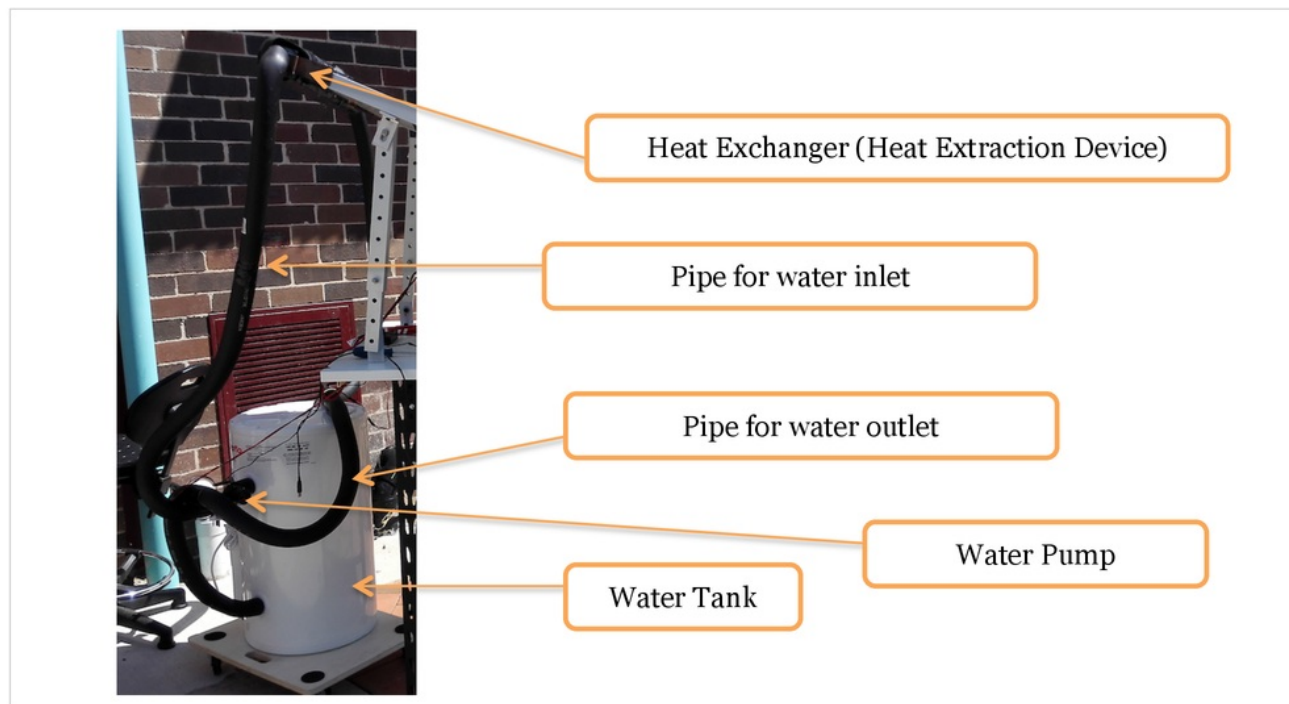 Heat Exchanger (Heat Extraction Device)
Pipe for water inlet
Pipe for water outlet
Water Pump
Water Tank